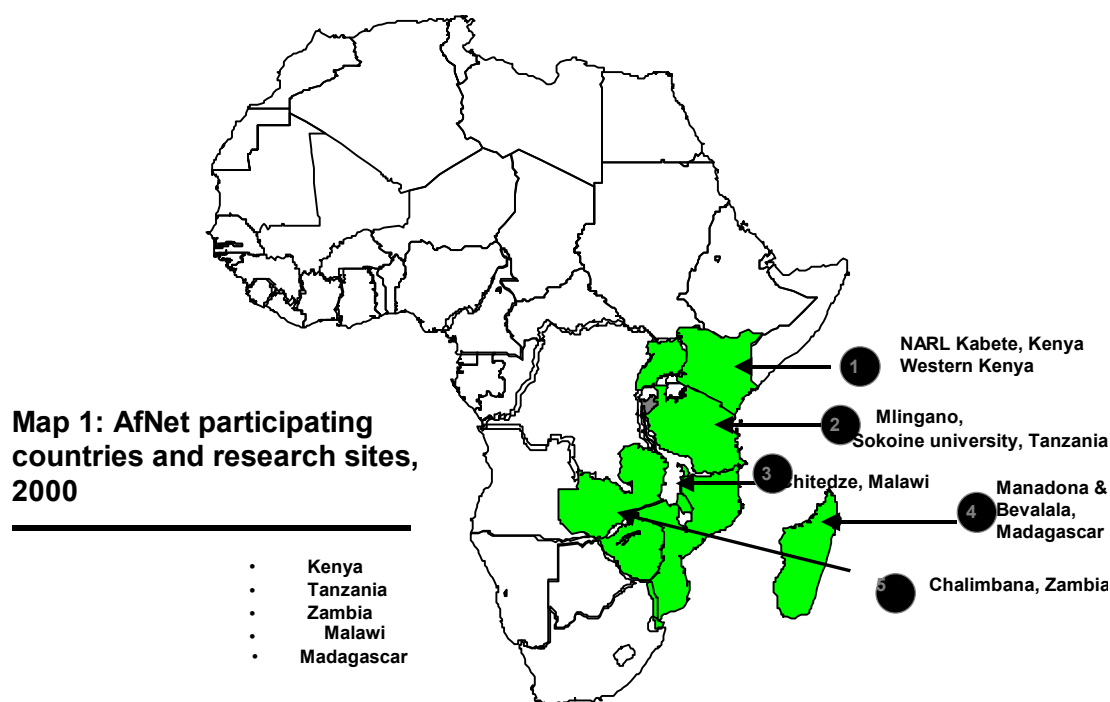 NARL Kabete, Kenya
Western Kenya
1
Mlingano,
2
Sokoine university, Tanzania
3
Chitedze, Malawi
Manadona &
Bevalala,
Madagascar
4
5
Chalimbana, Zambia
Map 1: AfNet participating
countries and research sites,
2000
• Kenya
• Tanzania
• Zambia
• Malawi
• Madagascar